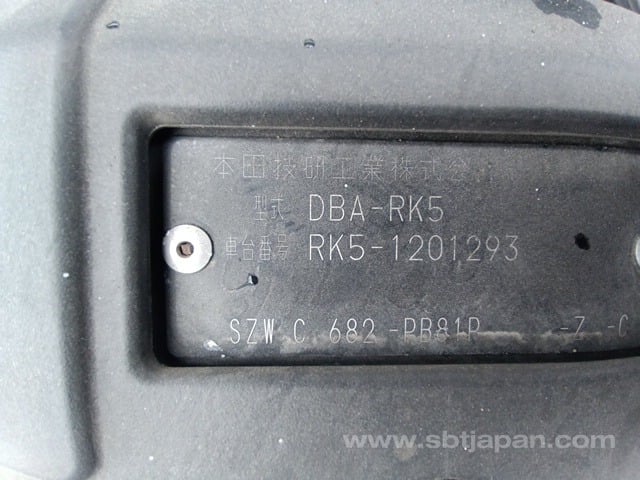 本田技研工業株式会社
型式 DBA-RK5
車台番号 RK5-1201293
SZW C 682 -PB81P -Z -C
www.sbtjapan.com